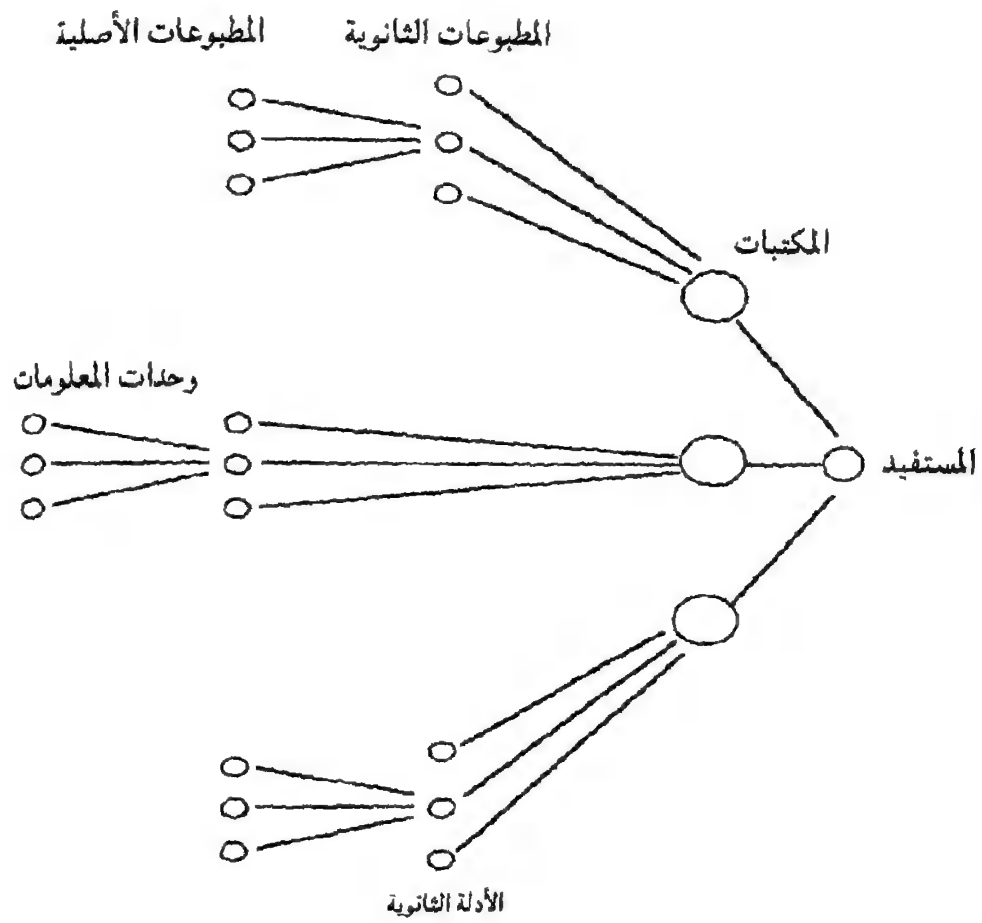 المطبوعات الثانوية
المطبوعات الأصلية
المكتبات
وحدات المعلومات
المستفيد
الأدلة الثانوية